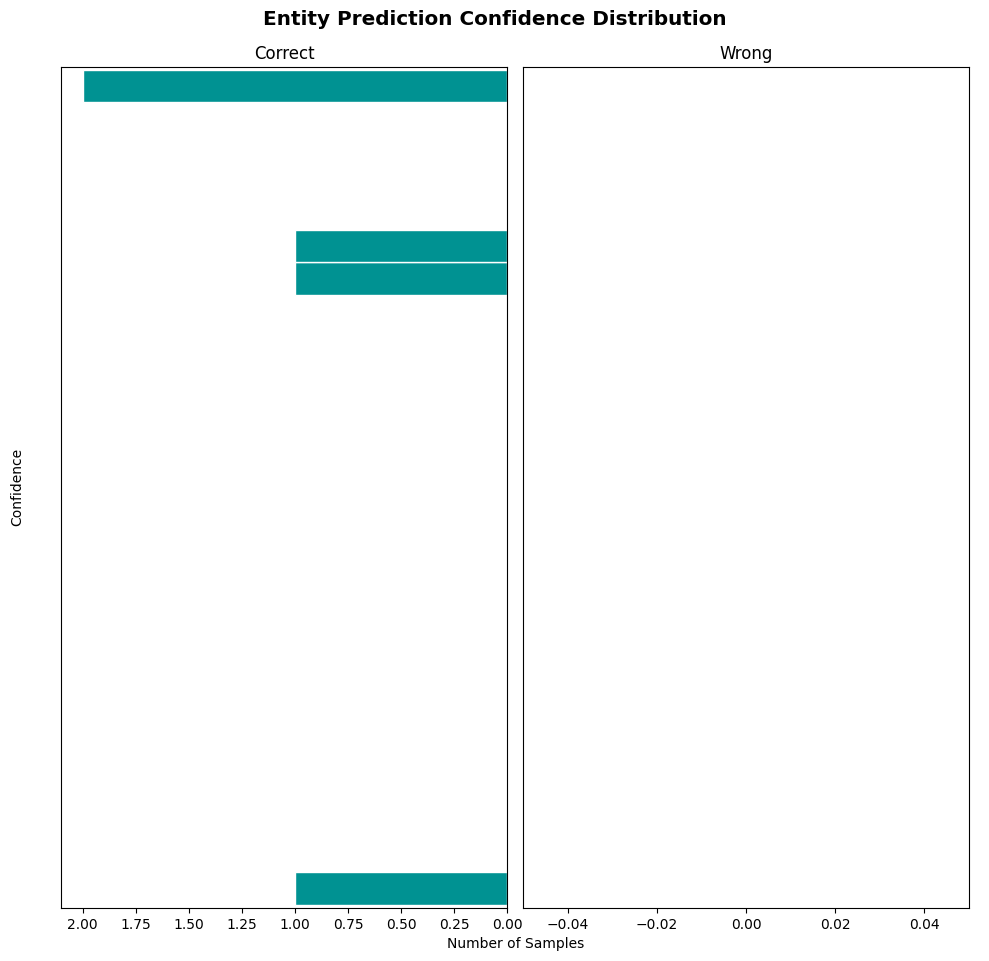 Entity Prediction Confidence Distribution
Correct
Wrong
Confidence
2.00 1.75 1.50 1.25 1.00 0.75 0.50 0.25 0.00
−0.04 −0.02 0.00 0.02 0.04
Number of Samples